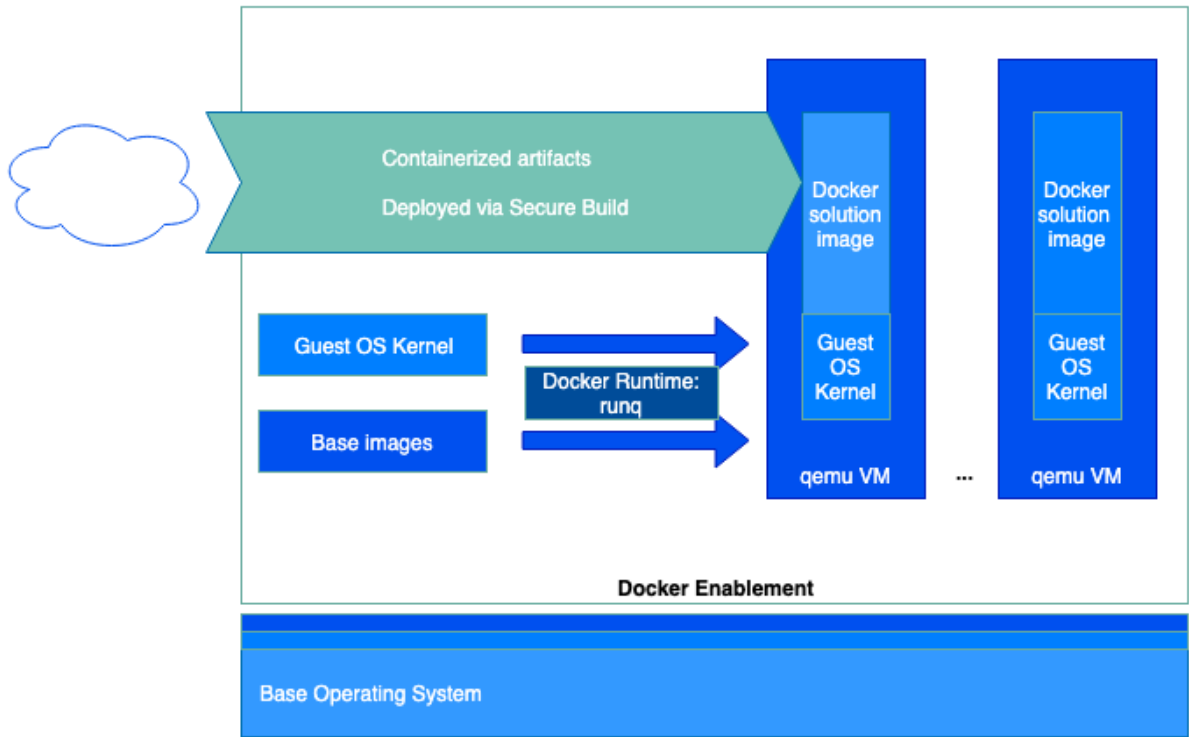 Containerized artifacts
Deployed via Secure Build
Docker
solution
image
Docker
solution
image
Guest OS Kernel
Docker Runtime:
runq
Base images
Guest
OS
Kernel
Guest
OS
Kernel
qemu VM
...
qemu VM
Docker Enablement
Base Operating System